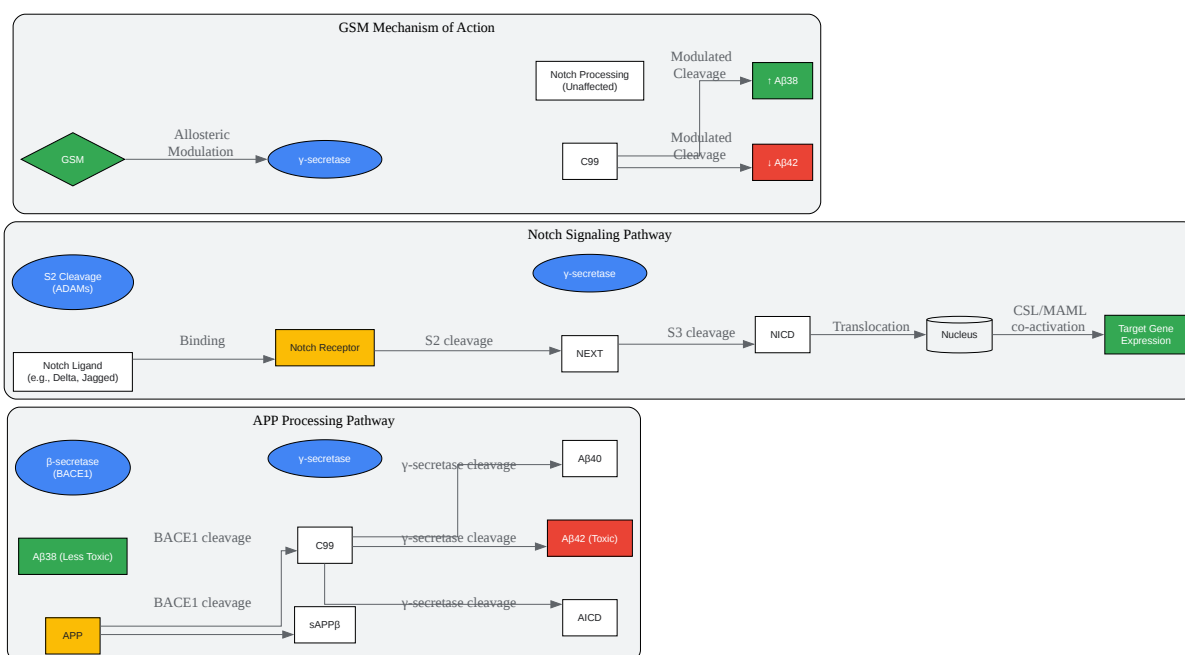 GSM Mechanism of Action
Notch Processing
(Unaffected)
Modulated
Cleavage
↑ Aβ38
GSM
Allosteric
Modulation
γ-secretase
C99
Modulated
Cleavage
↓ Aβ42
Notch Signaling Pathway
S2 Cleavage
(ADAMs)
γ-secretase
Notch Ligand
(e.g., Delta, Jagged)
Binding
Notch Receptor
S2 cleavage
NEXT
S3 cleavage
NICD
Translocation
Nucleus
CSL/MAML
co-activation
Target Gene
Expression
APP Processing Pathway
β-secretase
(BACE1)
γ-secretase
γ-secretase cleavage
Aβ40
Aβ38 (Less Toxic)
BACE1 cleavage
C99
γ-secretase cleavage
Aβ42 (Toxic)
APP
BACE1 cleavage
sAPPβ
γ-secretase cleavage
AICD